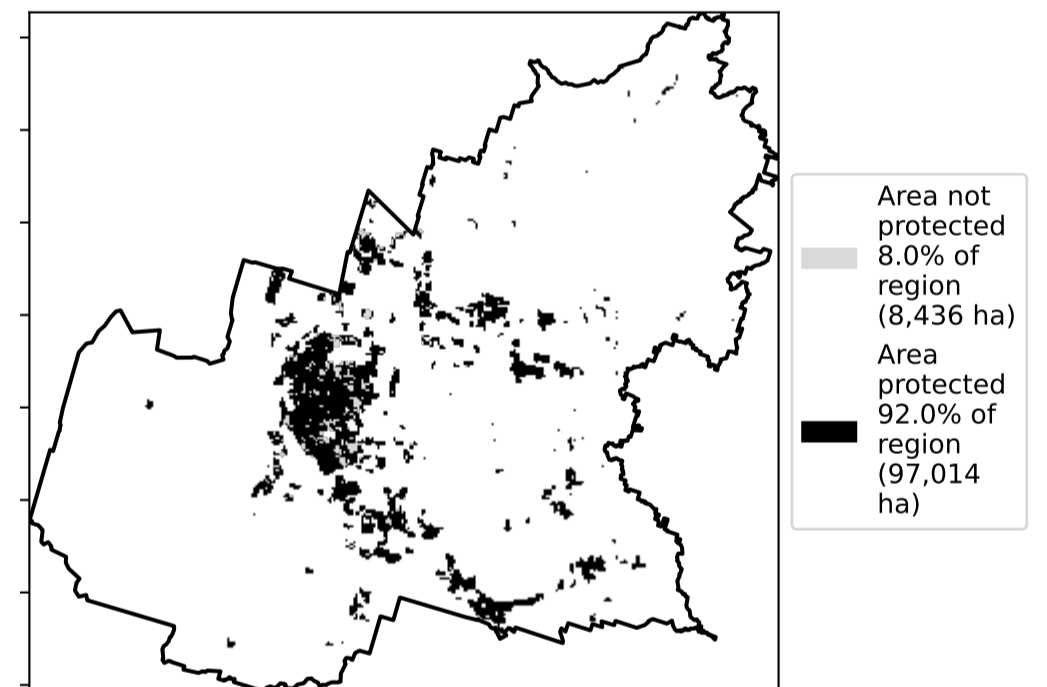 Area not
protected
8.0% of
region
(8,436 ha)
Area
protected
92.0% of
region
(97,014
ha)